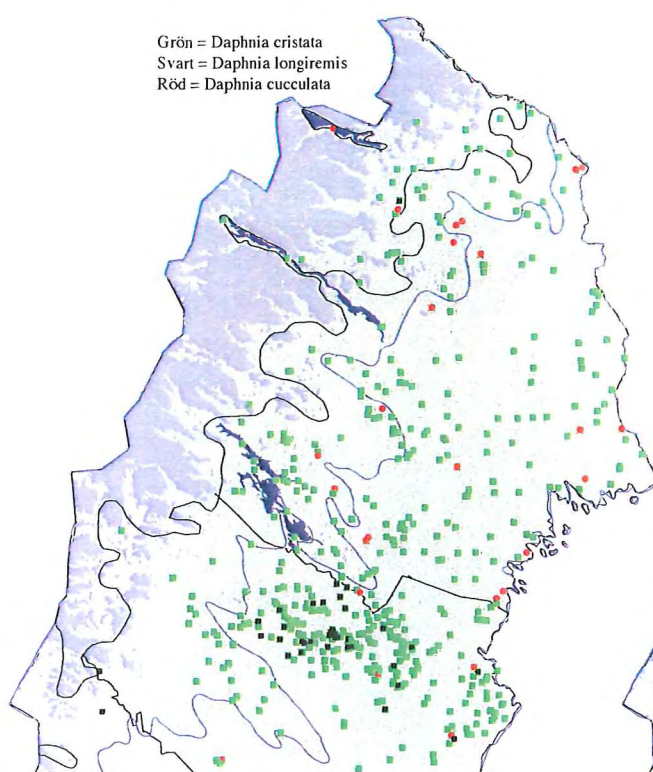 Grön = Daphnia cristata
Svart = Daphnia longiremis
Röd = Daphnia cucculata